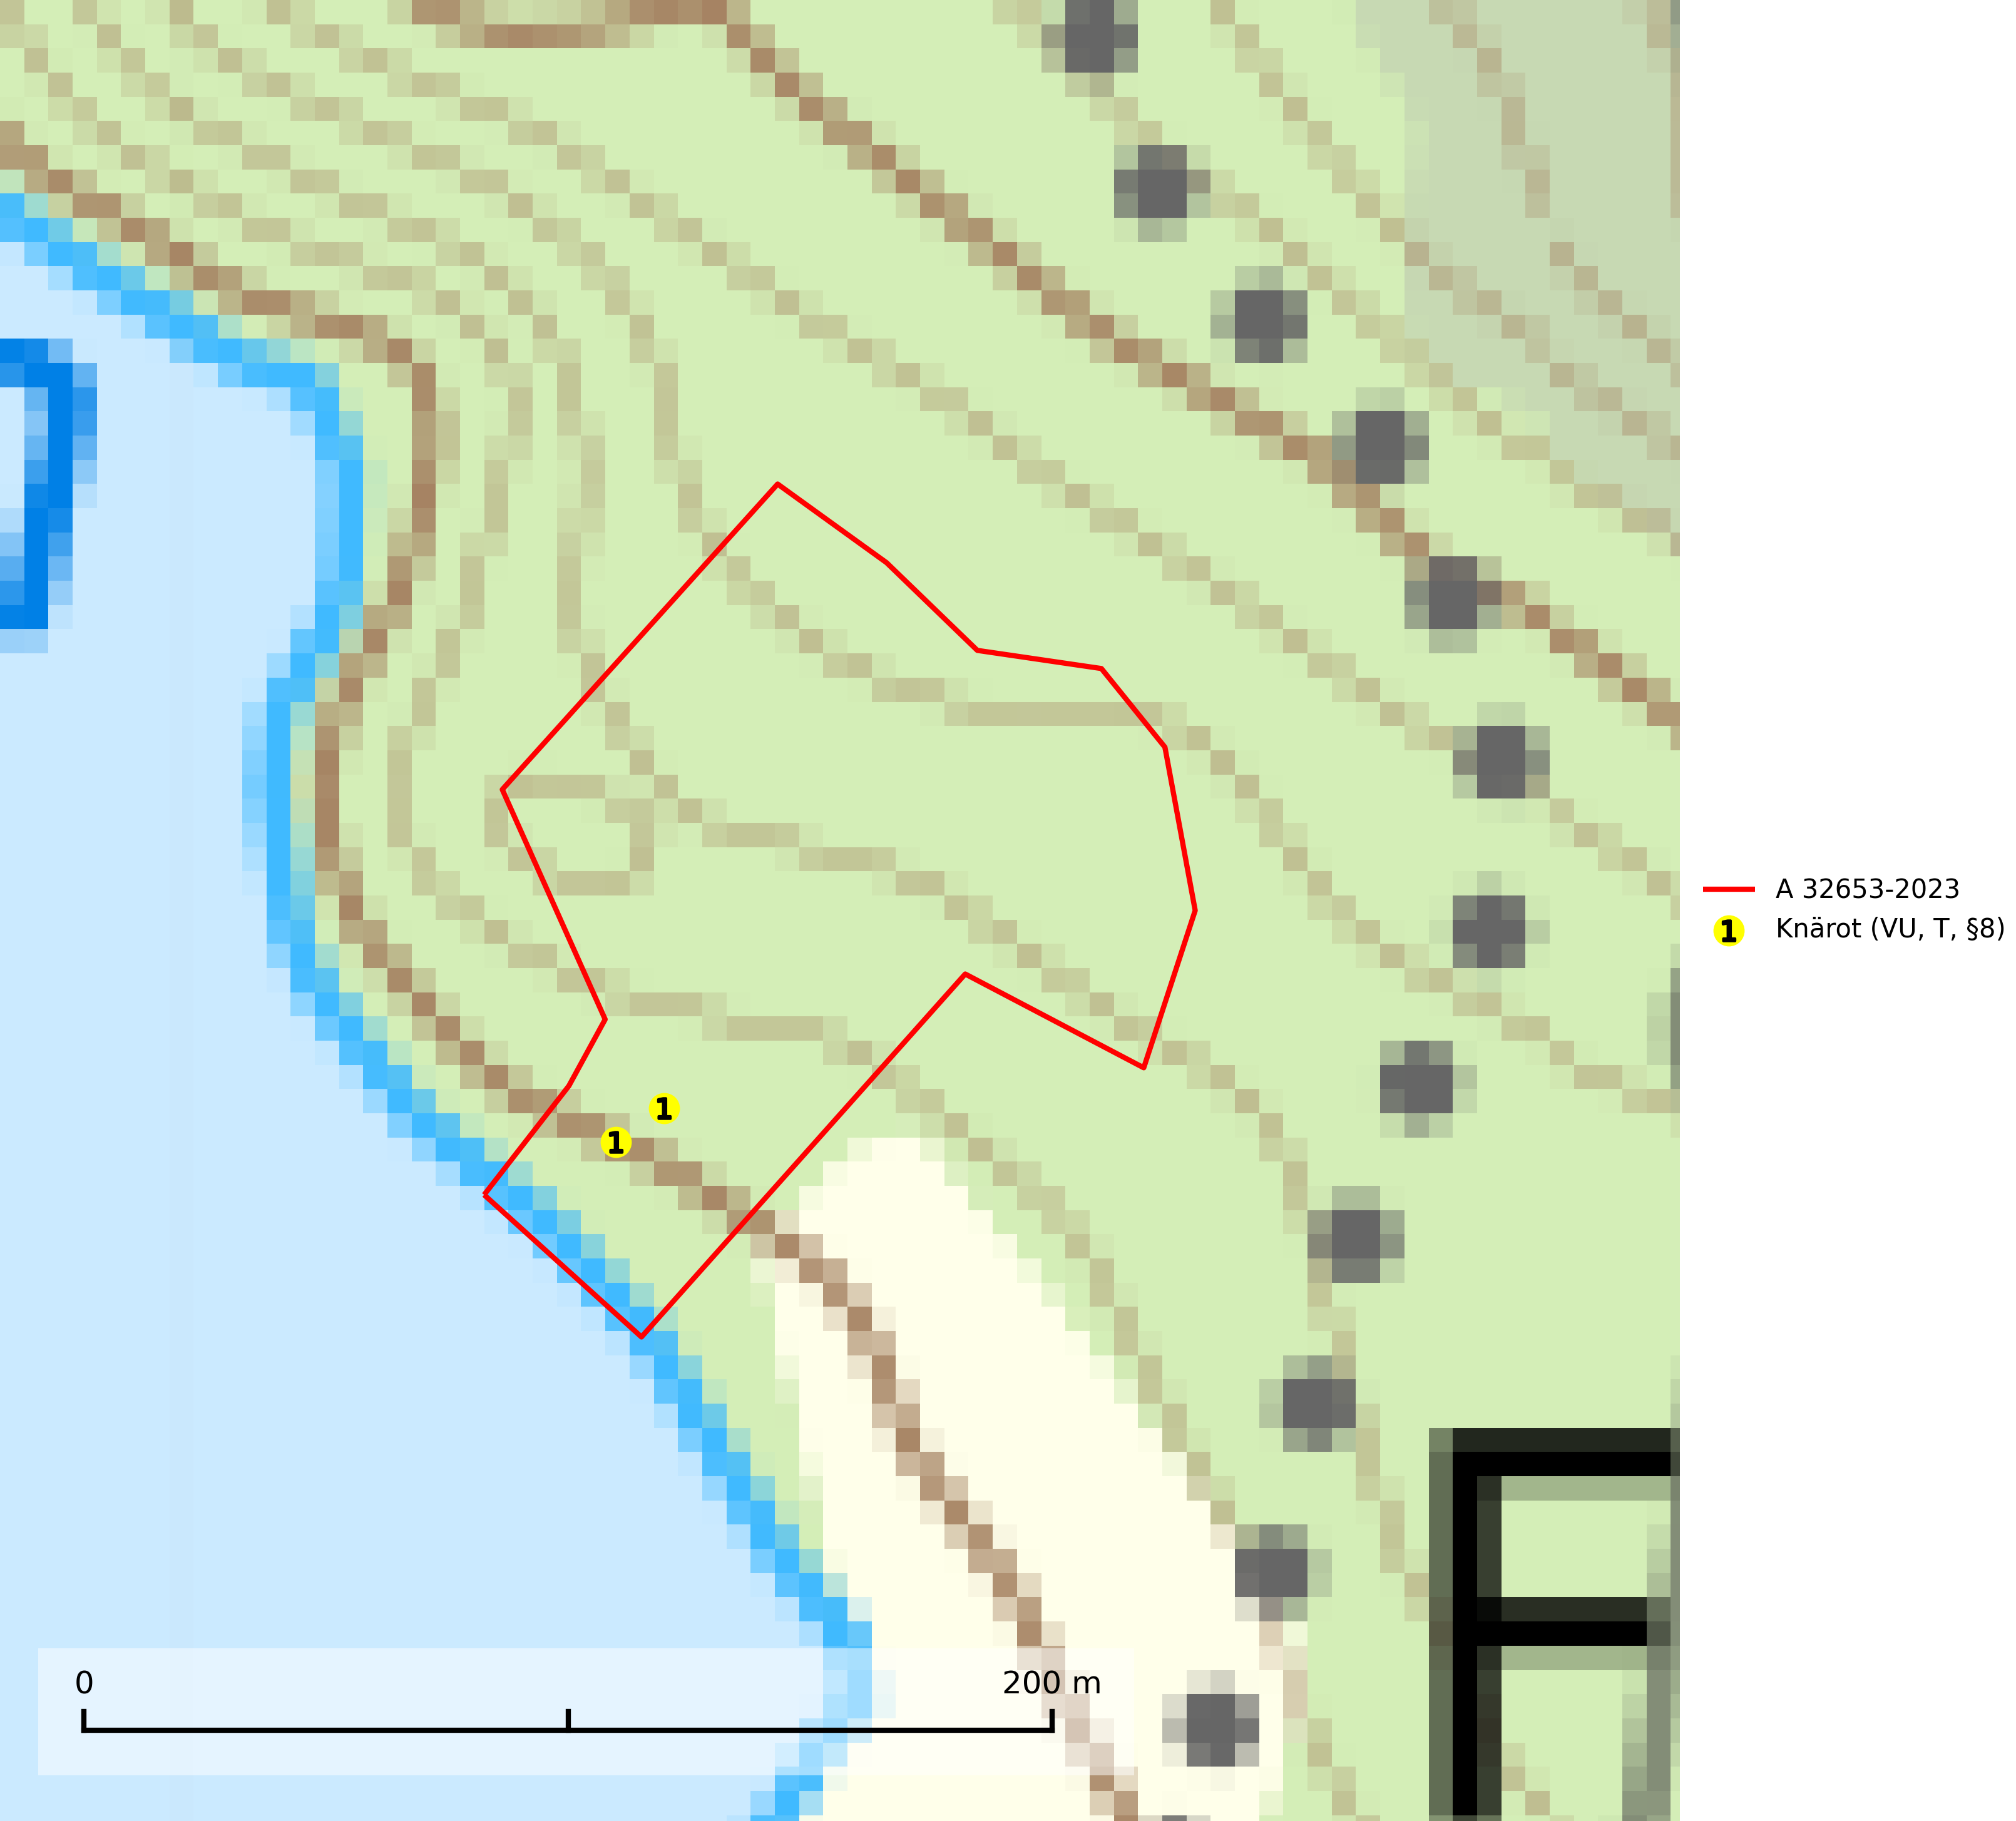 A 32653-2023
1 Knärot (VU, T, §8)
1
1
0 200 m
F